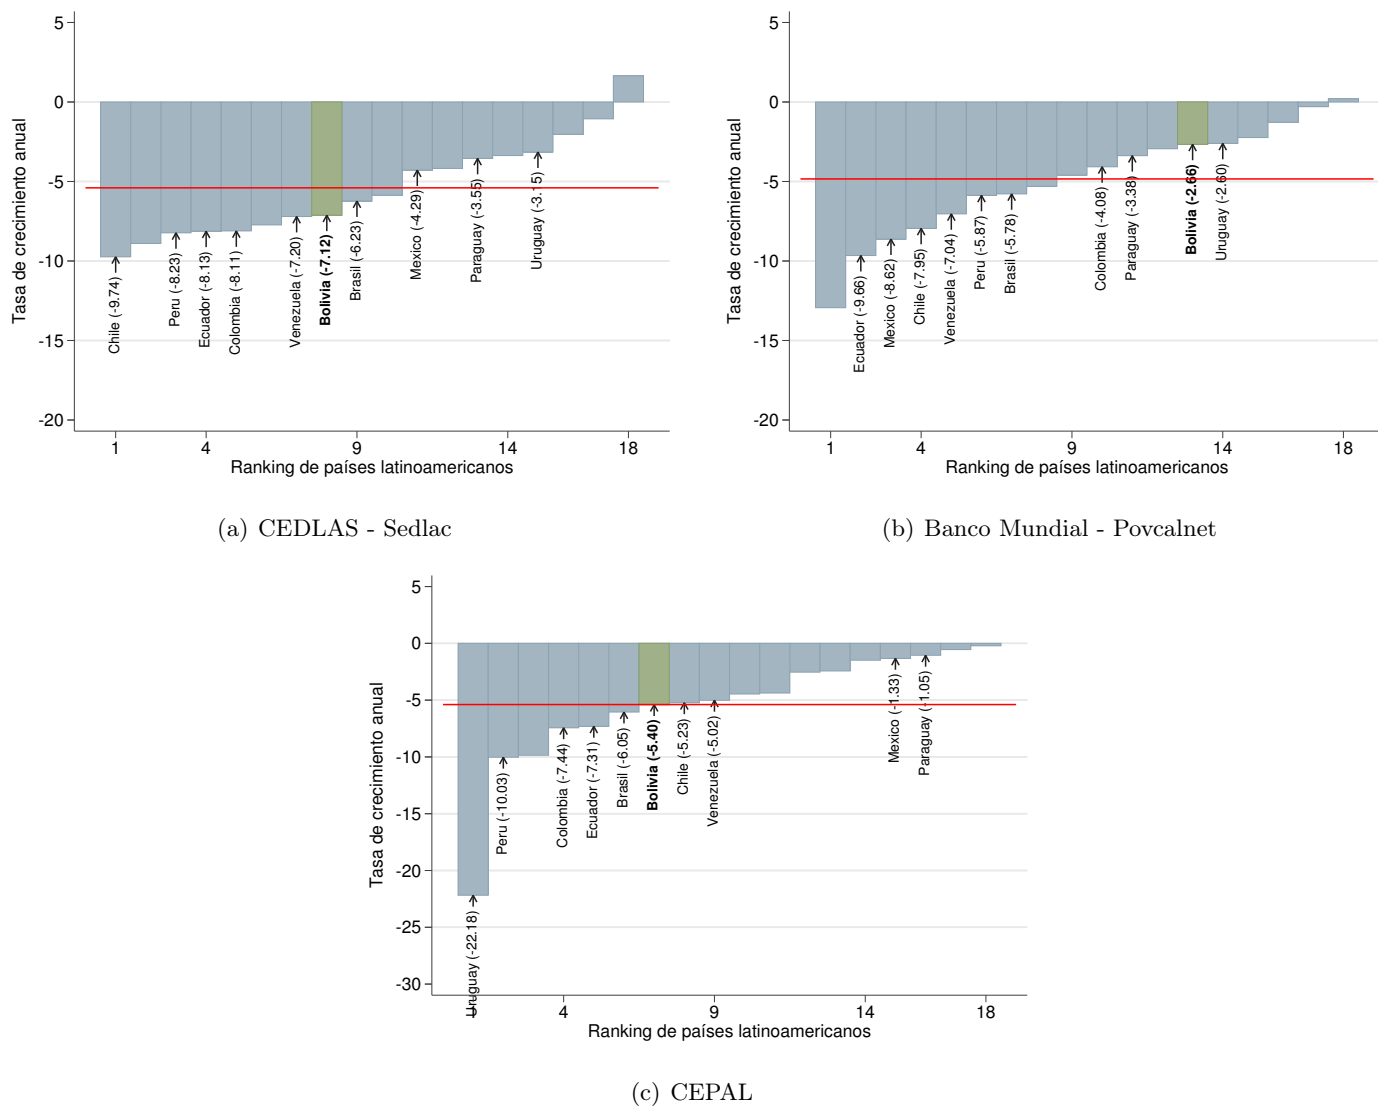 5
0
-5
-10
-15
-20
Tasa de crecimiento anual
Chile (-9.74)
Peru (-8.23)
Ecuador (-8.13)
Colombia (-8.11)
Venezuela (-7.20)
Bolivia (-7.12)
Brasil (-6.23)
Mexico (-4.29)
Paraguay (-3.55)
Uruguay (-3.15)
1 4 9 14 18
Ranking de países latinoamericanos
(a) CEDLAS - Sedlac
5
0
-5
-10
-15
-20
Tasa de crecimiento anual
Ecuador (-9.66)
Mexico (-8.62)
Chile (-7.95)
Venezuela (-7.04)
Peru (-5.87)
Brasil (-5.78)
Colombia (-4.08)
Paraguay (-3.38)
Bolivia (-2.66)
Uruguay (-2.60)
1 4 9 14 18
Ranking de países latinoamericanos
(b) Banco Mundial - Povcalnet
5
0
-5
-10
-15
-20
-25
-30
Tasa de crecimiento anual
Uruguay (-22.18)
Peru (-10.03)
Colombia (-7.44)
Ecuador (-7.31)
Brasil (-6.05)
Bolivia (-5.40)
Chile (-5.23)
Venezuela (-5.02)
Mexico (-1.33)
Paraguay (-1.05)
1 4 9 14 18
Ranking de países latinoamericanos
(c) CEPAL